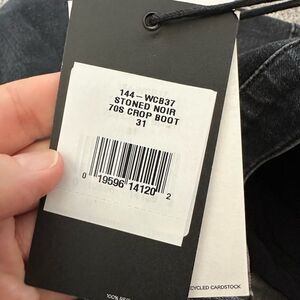 144-WCB37
STONED NOIR
70S CROP BOOT
31
0 19596 14120 2